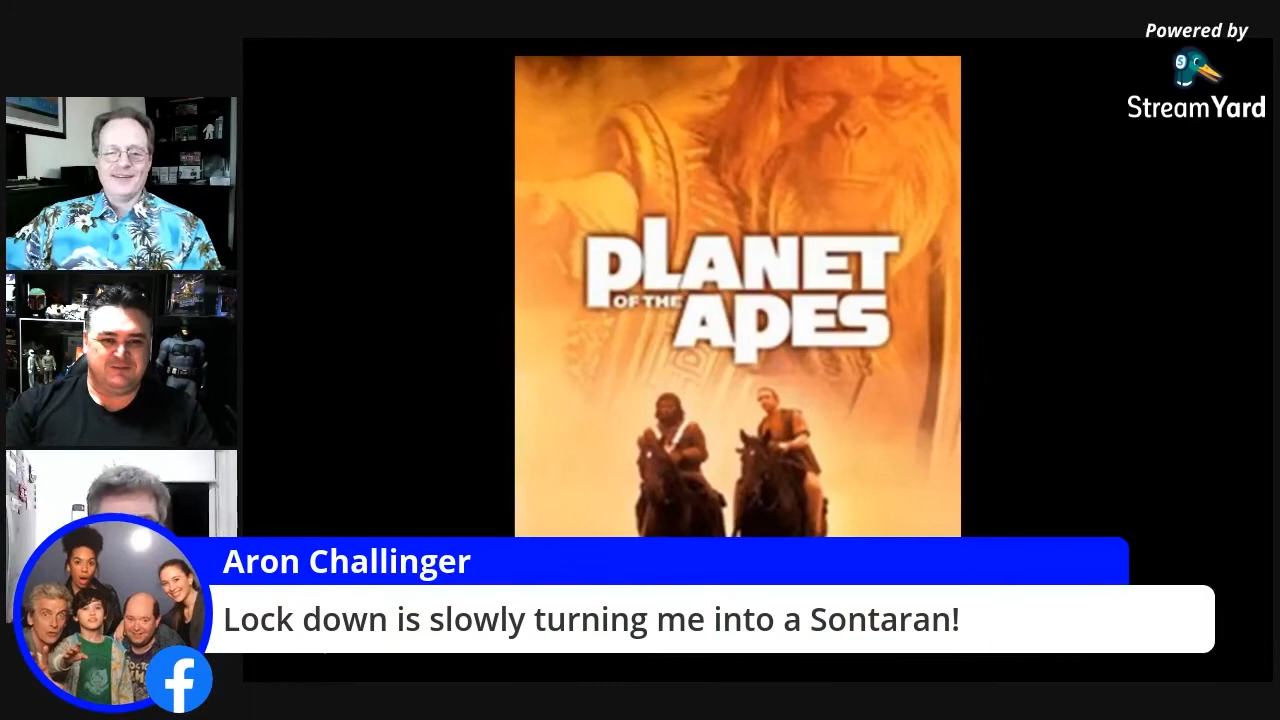 Powered by
StreamYard
PLANET
OF THE
APES
Aron Challinger
Lock down is slowly turning me into a Sontaran!